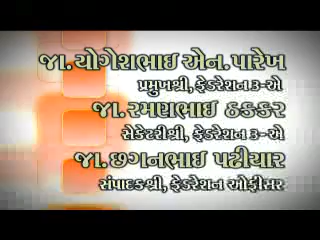 જા. યોગેશભાઇ એન. પારેખ
પ્રમુખશ્રી, ફેડરેશન ૩-એ
જા. રમણભાઇ ઠક્કર
સેક્રેટરીશ્રી, ફેડરેશન ૩-એ
જા. છગનભાઇ પઢીયાર
સંપાદકશ્રી, ફેડરેશન ઓફીસર